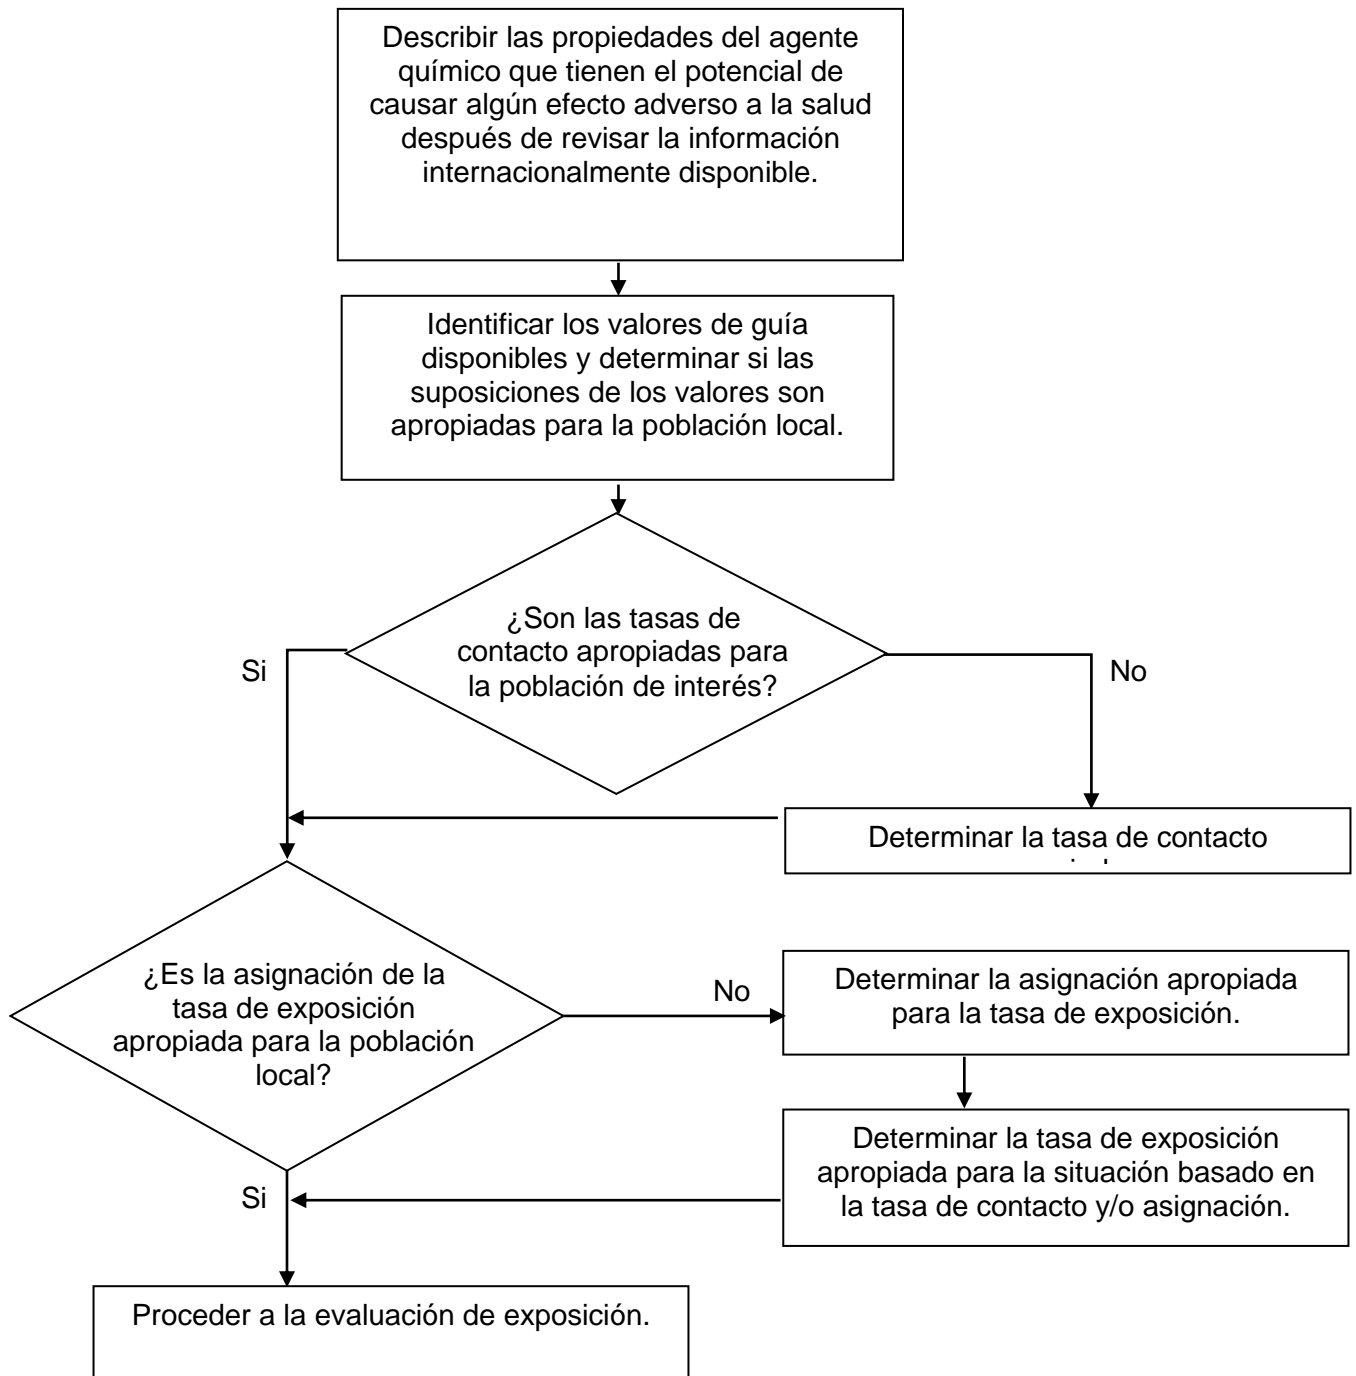 Describir las propiedades del agente
químico que tienen el potencial de
causar algún efecto adverso a la salud
después de revisar la información
internacionalmente disponible.
Identificar los valores de guía
disponibles y determinar si las
suposiciones de los valores son
apropiadas para la población local.
¿Son las tasas de
contacto apropiadas para
la población de interés?
Si
No
Determinar la tasa de contacto
¿Es la asignación de la
tasa de exposición
apropiada para la población
local?
No
Determinar la asignación apropiada
para la tasa de exposición.
Determinar la tasa de exposición
apropiada para la situación basado en
la tasa de contacto y/o asignación.
Si
Proceder a la evaluación de exposición.